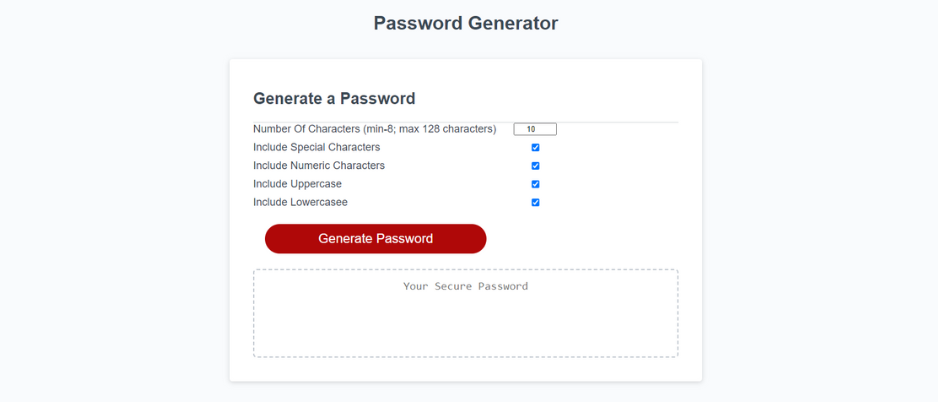 Password Generator
Generate a Password
Number Of Characters (min-8; max 128 characters) 10
Include Special Characters
Include Numeric Characters
Include Uppercase
Include Lowercasee
Generate Password
Your Secure Password